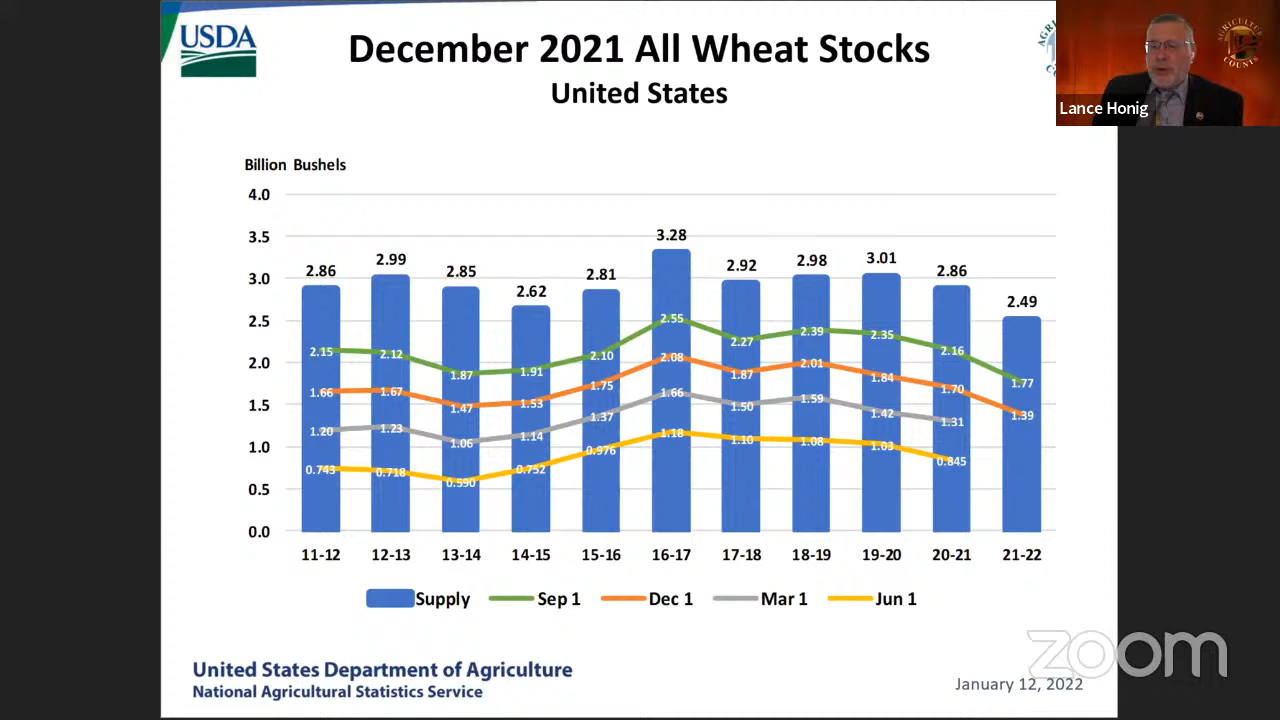 USDA
December 2021 All Wheat Stocks
United States
Lance Honig
AGRICULTURE
COUNTS
Billion Bushels
4.0
3.5
3.0
2.5
2.0
1.5
1.0
0.5
0.0
2.86 2.99 2.85 2.62 2.81 3.28 2.92 2.98 3.01 2.86 2.49
2.15 2.12 1.87 1.91 2.10 2.55 2.27 2.39 2.35 2.16 1.77
1.66 1.67 1.47 1.53 1.75 2.08 1.87 2.01 1.84 1.70 1.39
1.20 1.23 1.06 1.14 1.37 1.66 1.50 1.59 1.42 1.31
0.743 0.718 0.590 0.752 0.976 1.18 1.10 1.08 1.03 0.845
11-12 12-13 13-14 14-15 15-16 16-17 17-18 18-19 19-20 20-21 21-22
Supply Sep 1 Dec 1 Mar 1 Jun 1
United States Department of Agriculture
National Agricultural Statistics Service
zoom
January 12, 2022